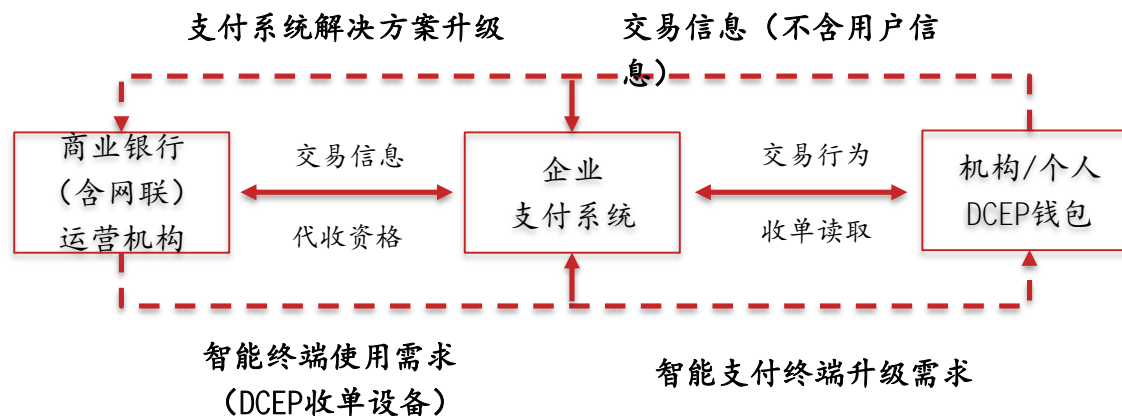 支付系统解决方案升级
交易信息（不含用户信
息）
商业银行
（含网联）
运营机构
交易信息
代收资格
企业
支付系统
交易行为
收单读取
机构/个人
DCEP钱包
智能终端使用需求
（DCEP收单设备）
智能支付终端升级需求